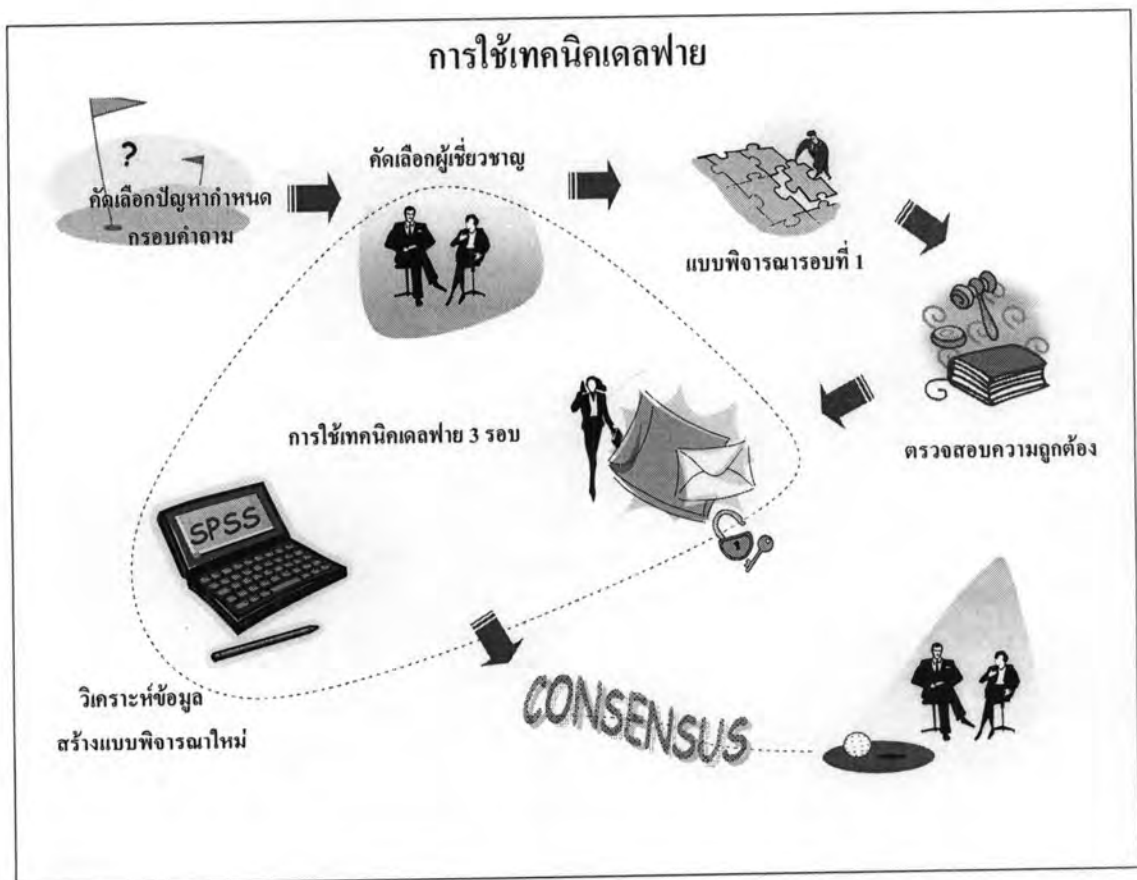 การใช้เทคนิคเดลฟาย
?
คัดเลือกปัญหากำหนด
กรอบคำถาม
คัดเลือกผู้เชี่ยวชาญ
แบบพิจารณารอบที่ 1
ตรวจสอบความถูกต้อง
การใช้เทคนิคเดลฟาย 3 รอบ
SPSS
วิเคราะห์ข้อมูล
สร้างแบบพิจารณาใหม่
CONSENSUS